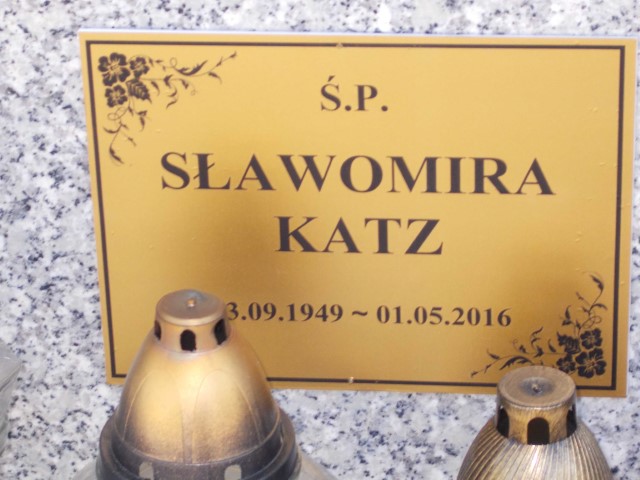 Ś.P.
SŁAWOMIRA
KATZ
3.09.1949 ~ 01.05.2016